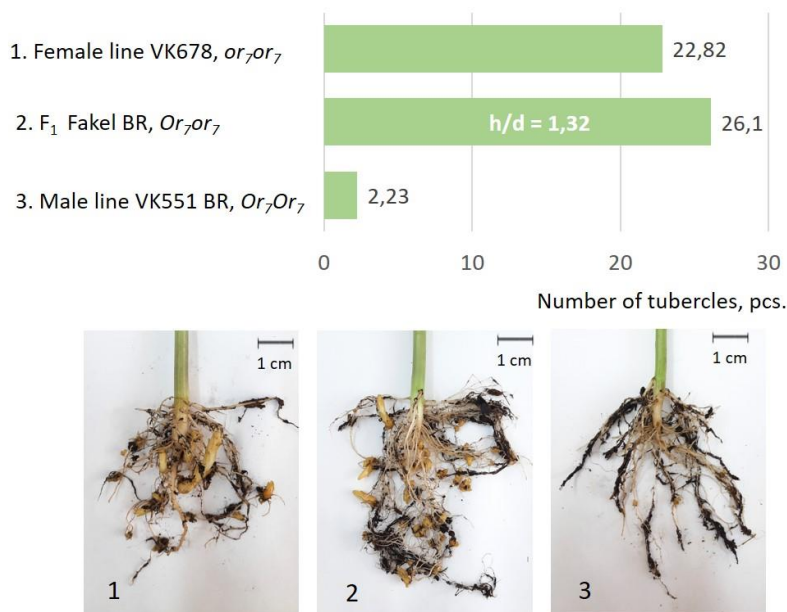 1. Female line VK678, or₇or₇
22,82
2. F₁ Fakel BR, Or₇or₇
h/d = 1,32
26,1
3. Male line VK551 BR, Or₇Or₇
2,23
0 10 20 30
Number of tubercles, pcs.
1 cm
1 cm
1 cm
1
2
3